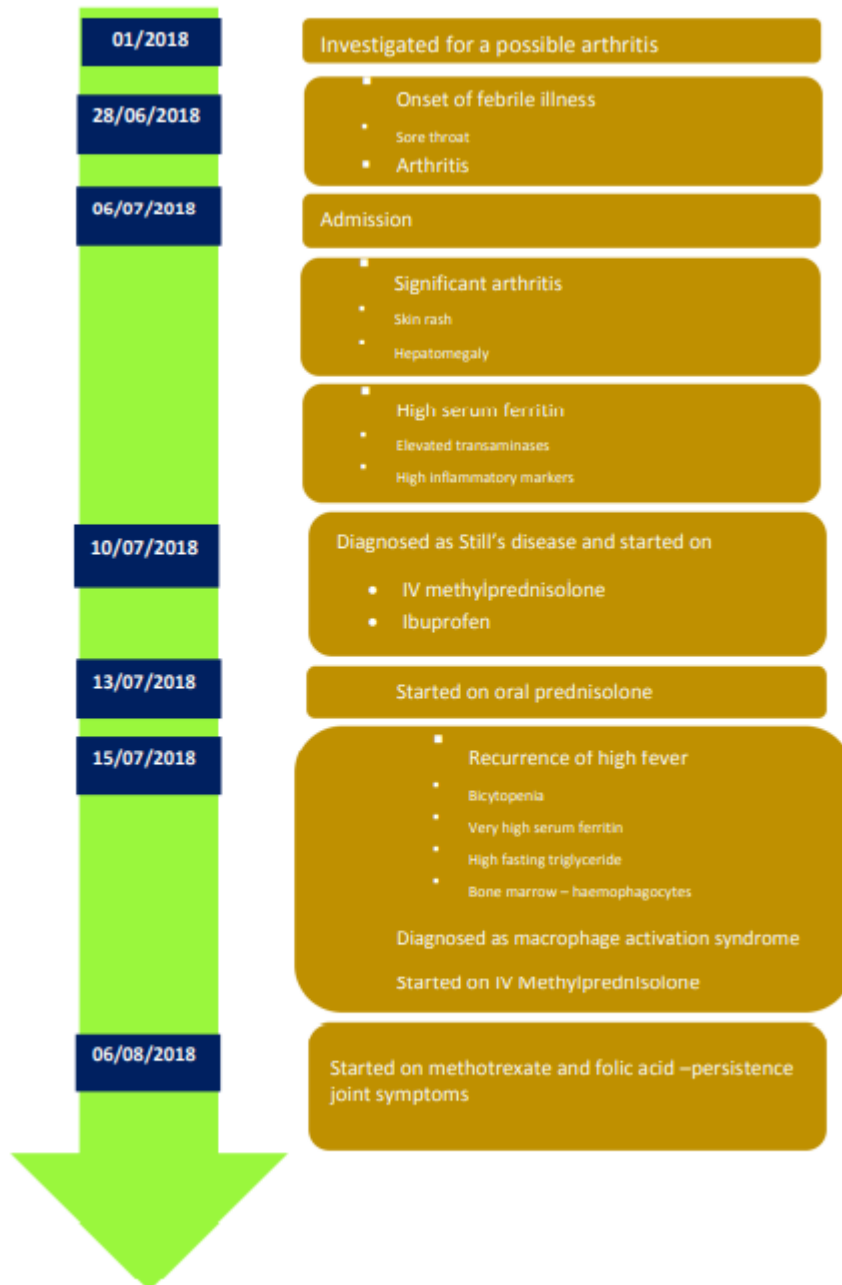 01/2018
Investigated for a possible arthritis
28/06/2018
Onset of febrile illness
Sore throat
Arthritis
06/07/2018
Admission
Significant arthritis
Skin rash
Hepatomegaly
High serum ferritin
Elevated transaminases
High inflammatory markers
10/07/2018
Diagnosed as Still's disease and started on
IV methylprednisolone
Ibuprofen
13/07/2018
Started on oral prednisolone
15/07/2018
Recurrence of high fever
Bicytopenia
Very high serum ferritin
High fasting triglyceride
Bone marrow – haemophagocytes
Diagnosed as macrophage activation syndrome
Started on IV Methylprednisolone
06/08/2018
Started on methotrexate and folic acid –persistence
joint symptoms